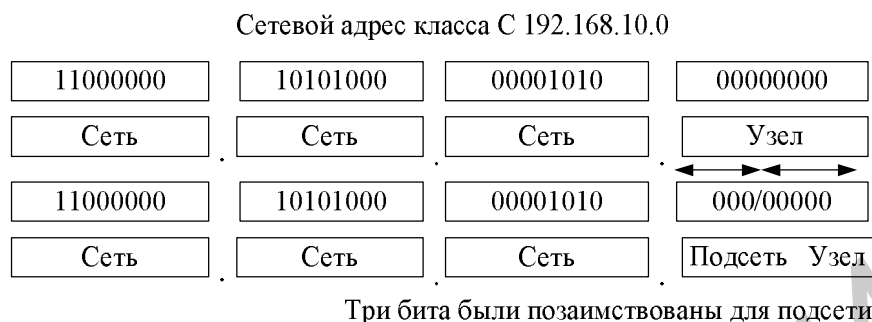 Сетевой адрес класса С 192.168.10.0
11000000 10101000 00001010 00000000
Сеть . Сеть . Сеть . Узел
11000000 10101000 00001010 000/00000
Сеть . Сеть . Сеть . Подсеть Узел
Три бита были позаимствованы для подсети